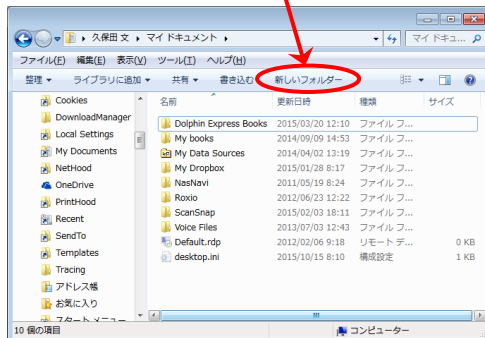 久保田 文 ▸ マイ ドキュメント ▸
マイ ドキュ...
ファイル(F) 編集(E) 表示(V) ツール(T) ヘルプ(H)
整理 ▾ ライブラリに追加 ▾ 共有 ▾ 書き込む 新しいフォルダー
名前 更新日時 種類 サイズ
Cookies
DownloadManager
Local Settings
My Documents
NetHood
OneDrive
PrintHood
Recent
SendTo
Templates
Tracing
アドレス帳
お気に入り
スタート メニュー
Dolphin Express Books 2015/03/20 12:10 ファイル フ...
My books 2014/09/09 14:53 ファイル フ...
My Data Sources 2014/04/02 13:19 ファイル フ...
My Dropbox 2015/01/28 8:17 ファイル フ...
NasNavi 2011/05/19 8:24 ファイル フ...
Roxio 2012/06/23 12:22 ファイル フ...
ScanSnap 2015/02/03 18:11 ファイル フ...
Voice Files 2013/07/03 12:43 ファイル フ...
Default.rdp 2012/02/06 9:18 リモート デ... 0 KB
desktop.ini 2015/10/15 8:10 構成設定 1 KB
10 個の項目 コンピューター